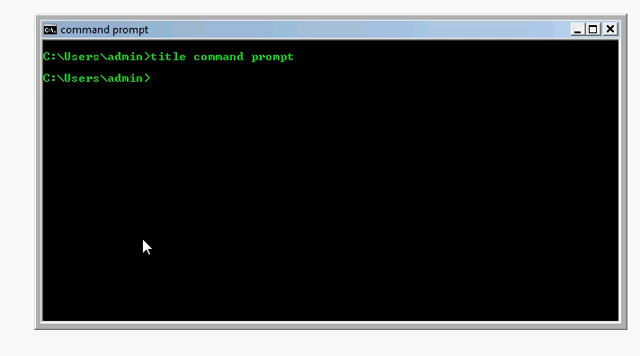 command prompt
C:\Users\admin>title command prompt
C:\Users\admin>